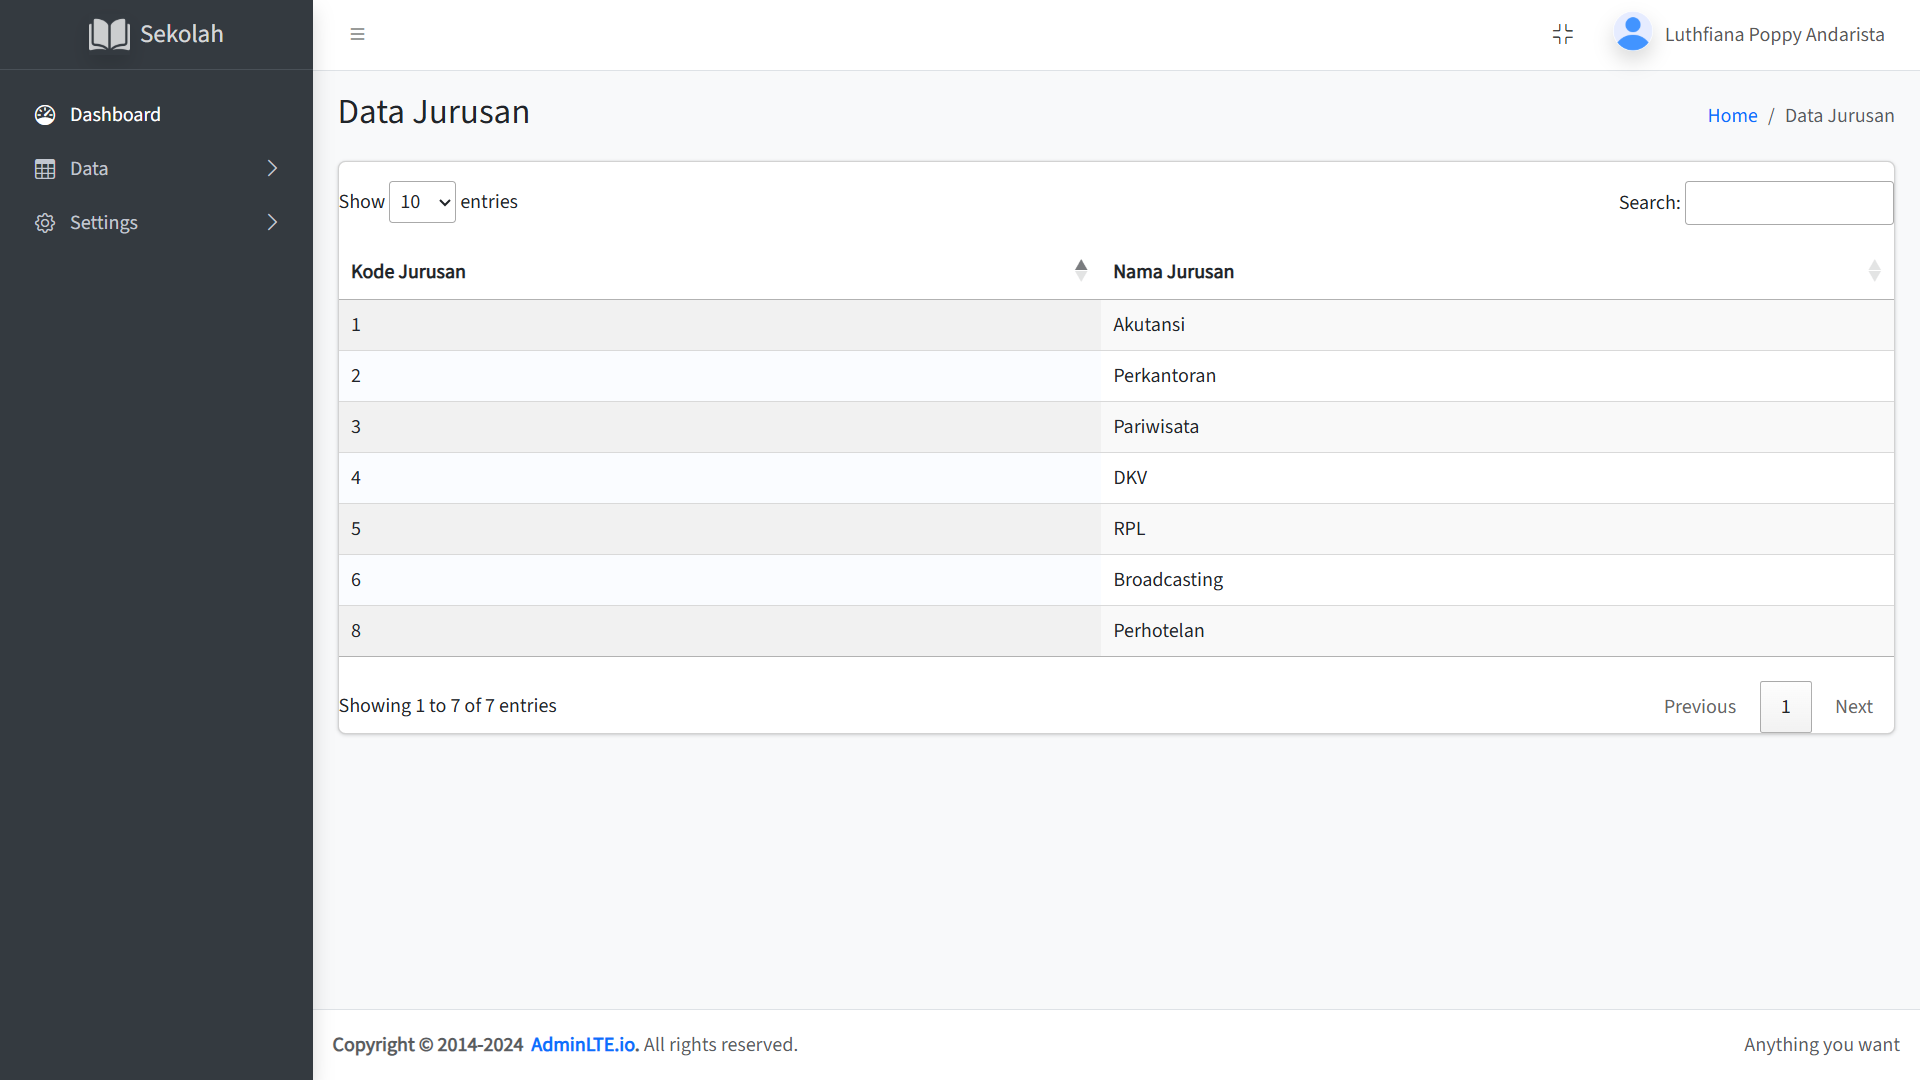 Sekolah
Luthfiana Poppy Andarista
Dashboard
Data
Settings
Data Jurusan
Home / Data Jurusan
Show 10 entries
Search:
Kode Jurusan Nama Jurusan
1 Akutansi
2 Perkantoran
3 Pariwisata
4 DKV
5 RPL
6 Broadcasting
8 Perhotelan
Showing 1 to 7 of 7 entries
Previous 1 Next
Copyright © 2014-2024 AdminLTE.io. All rights reserved.
Anything you want